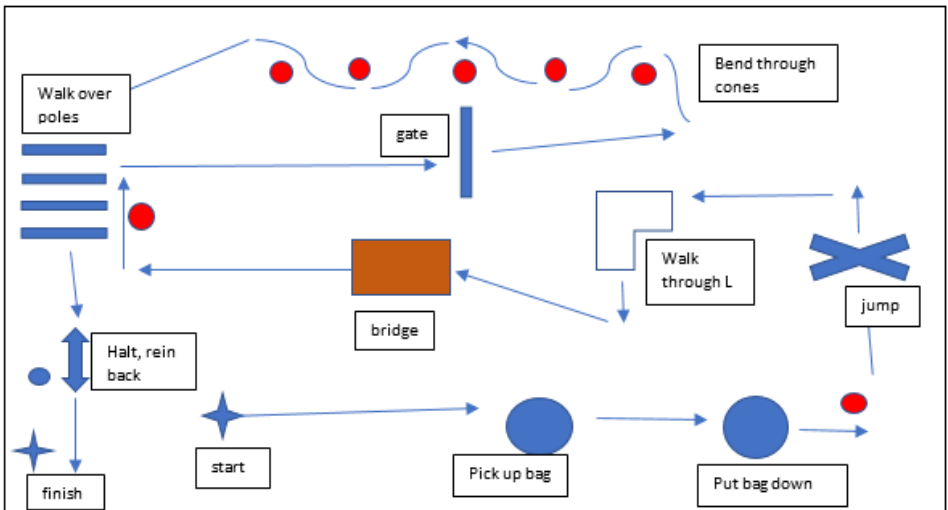 Walk over
poles
Bend through
cones
gate
Walk
through L
jump
bridge
Halt, rein
back
start
Pick up bag
Put bag down
finish